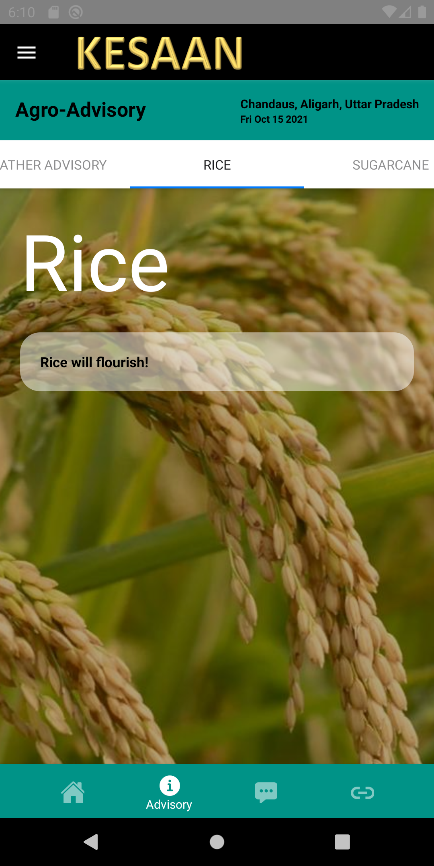 6:10
KESAAN
Agro-Advisory
Chandaus, Aligarh, Uttar Pradesh
Fri Oct 15 2021
ATHER ADVISORY
RICE
SUGARCANE
Rice
Rice will flourish!
Advisory